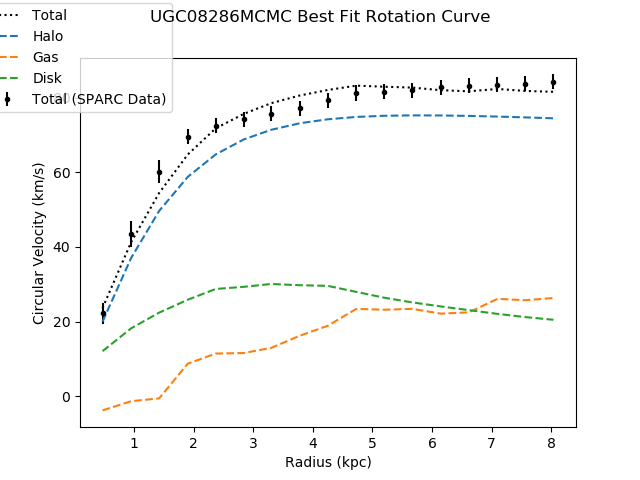 UGC08286MCMC Best Fit Rotation Curve
Total
Halo
Gas
Disk
Total (SPARC Data)
80
60
40
20
0
Circular Velocity (km/s)
1 2 3 4 5 6 7 8
Radius (kpc)